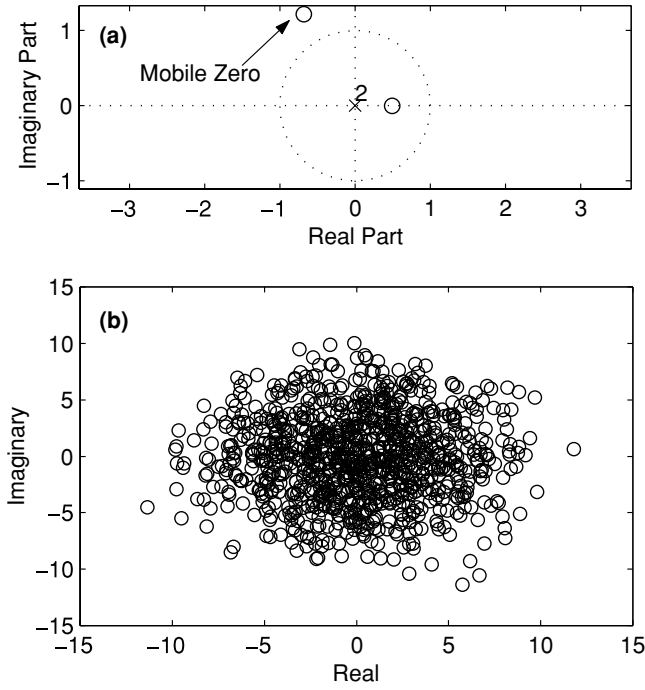 (a)
Mobile Zero
2
Imaginary Part
1
0
−1
−3 −2 −1 0 1 2 3
Real Part
(b)
Imaginary
15
10
5
0
−5
−10
−15
−15 −10 −5 0 5 10 15
Real